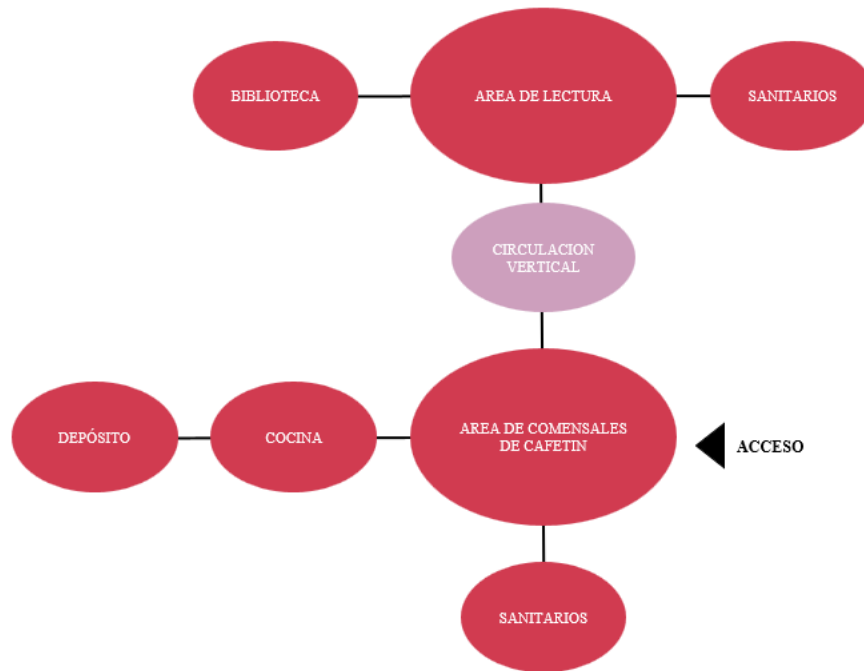 BIBLIOTECA
AREA DE LECTURA
SANITARIOS
CIRCULACION
VERTICAL
DEPÓSITO
COCINA
AREA DE COMENSALES
DE CAFETIN
ACCESO
SANITARIOS